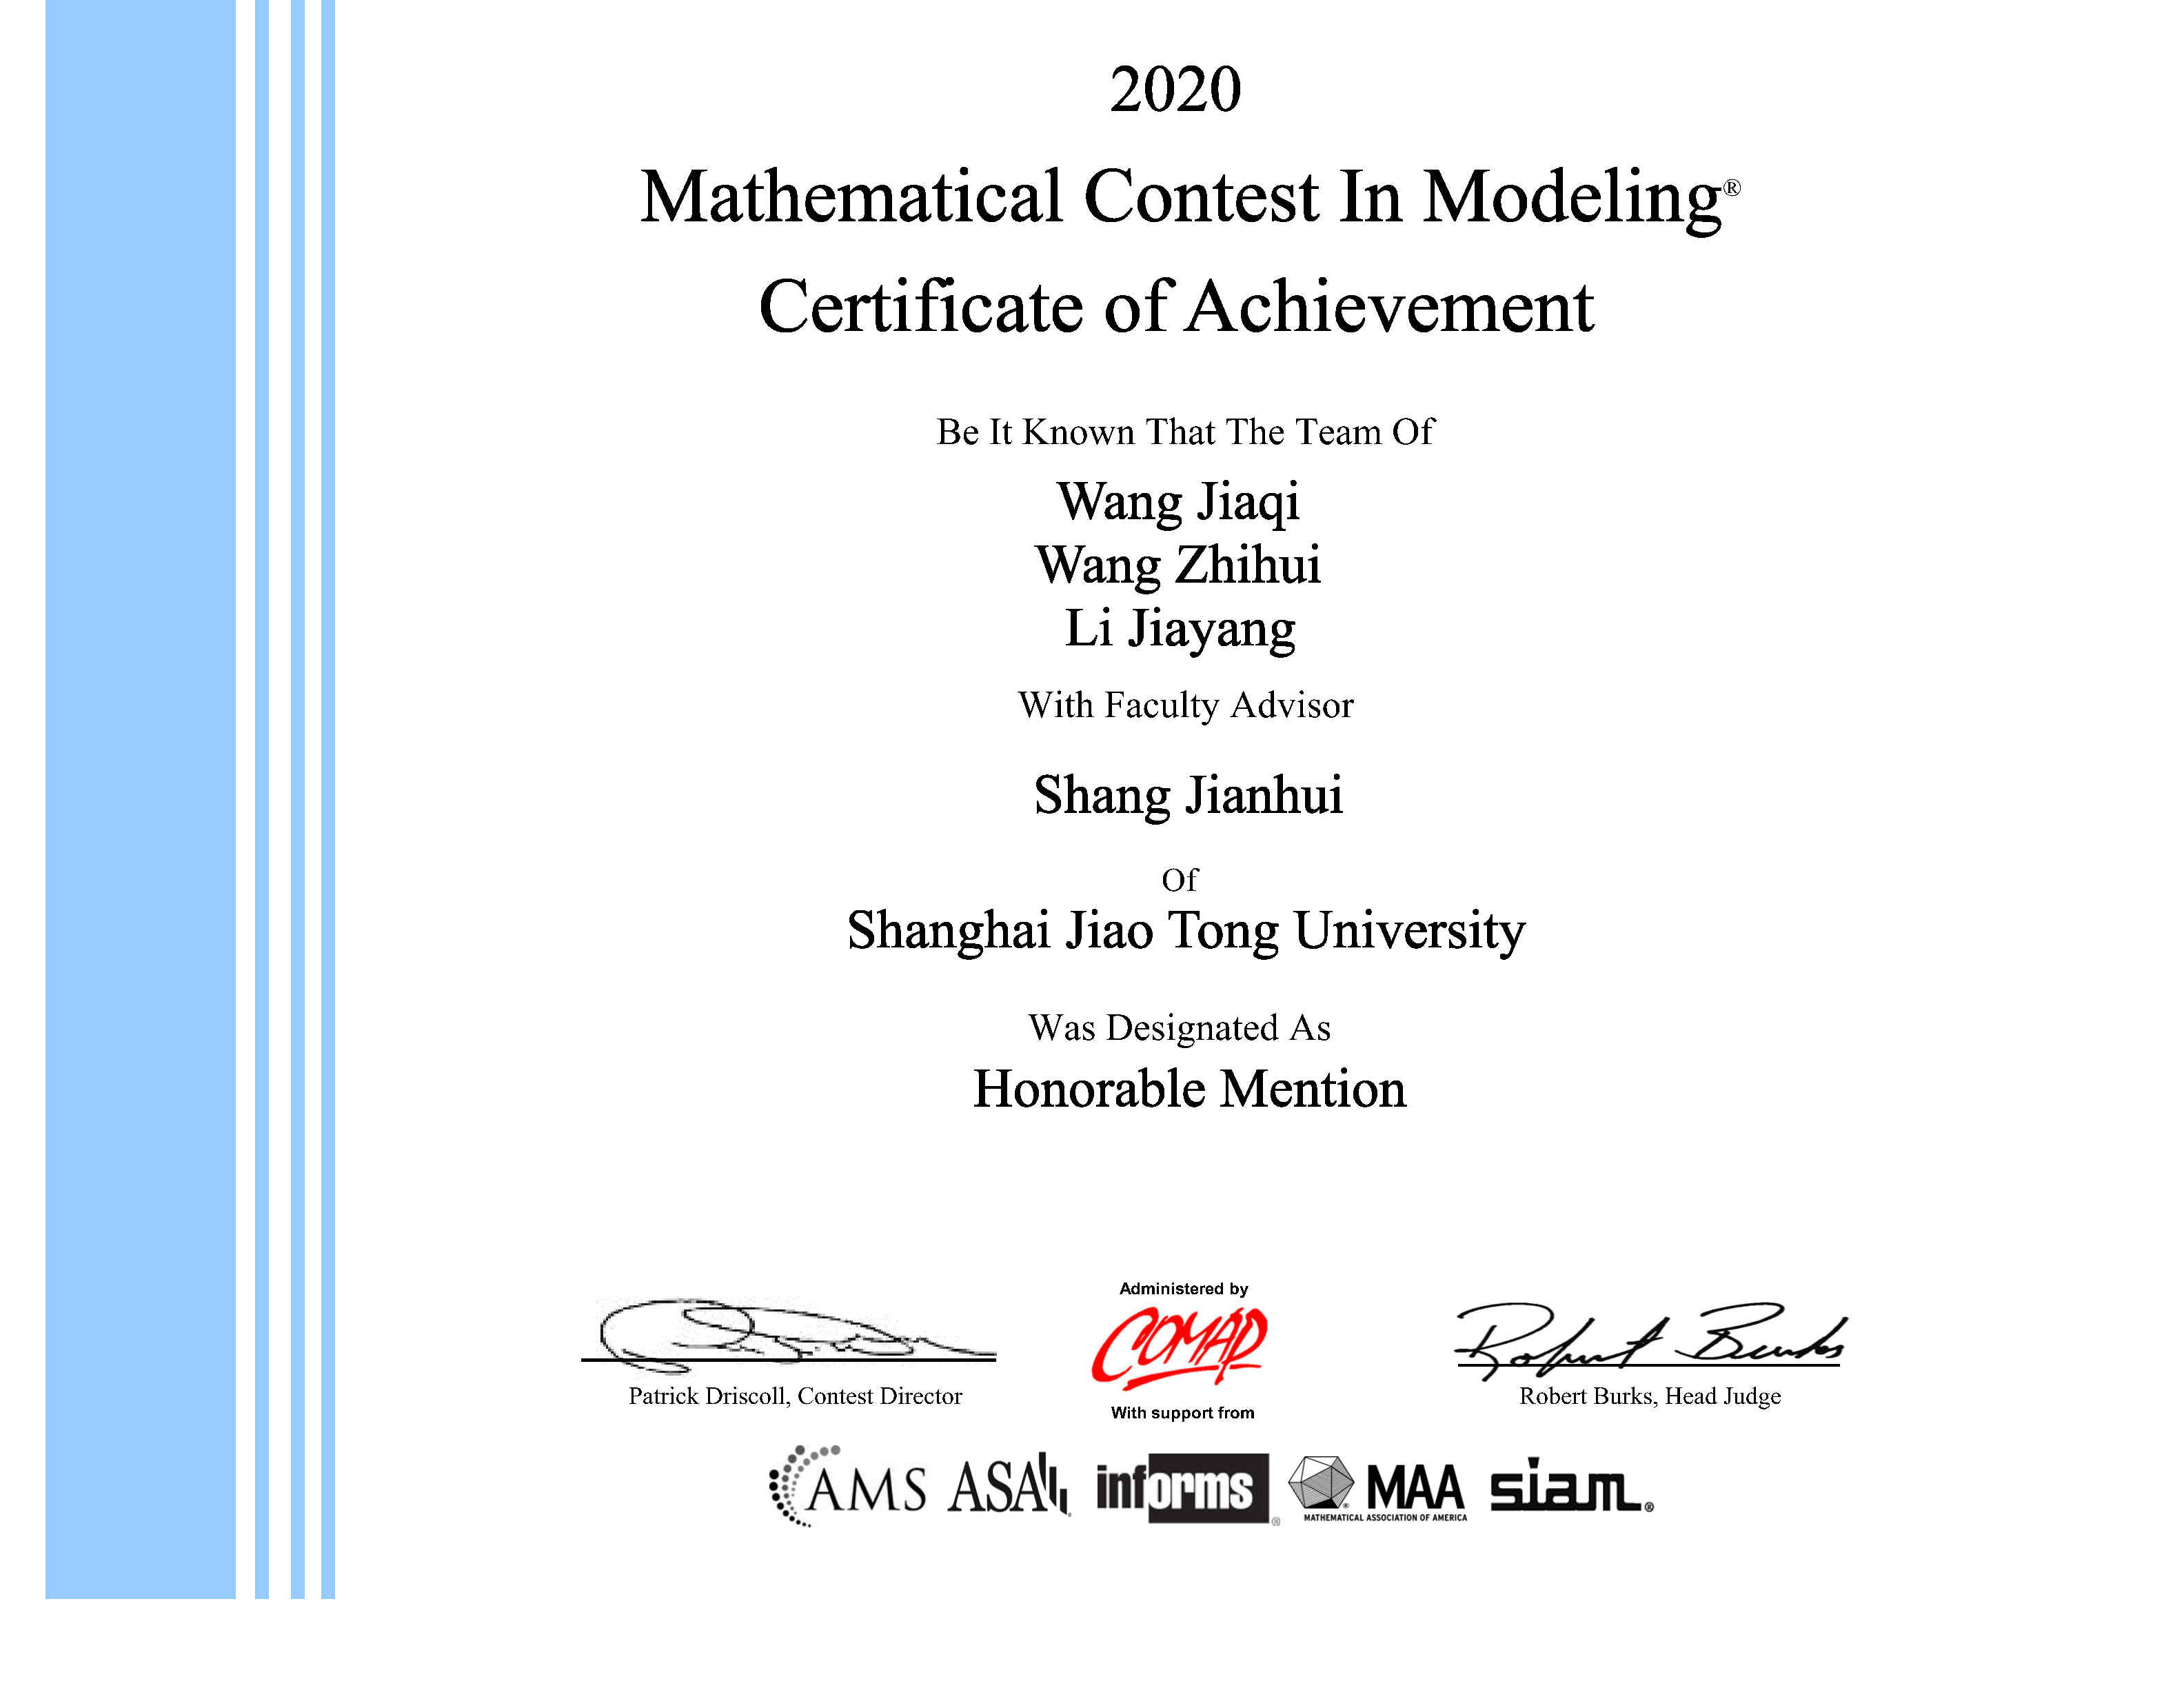 2020
Mathematical Contest In Modeling®
Certificate of Achievement
Be It Known That The Team Of
Wang Jiaqi
Wang Zhihui
Li Jiayang
With Faculty Advisor
Shang Jianhui
Of
Shanghai Jiao Tong University
Was Designated As
Honorable Mention
Administered by
COMAP
Robert Burks
Patrick Driscoll, Contest Director
Robert Burks, Head Judge
With support from
AMS ASA informs ® MAA siam ®
MATHEMATICAL ASSOCIATION OF AMERICA